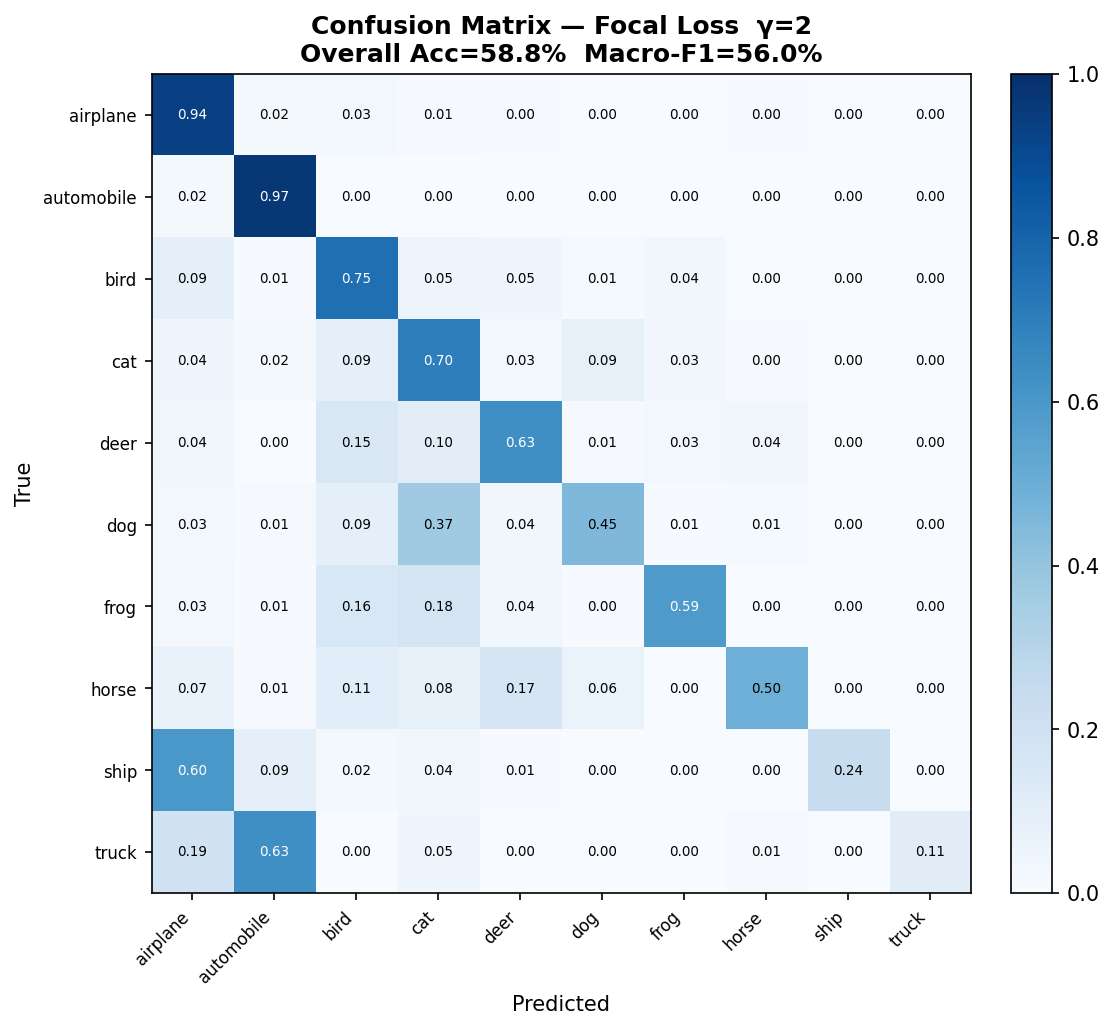 Confusion Matrix — Focal Loss  γ=2
Overall Acc=58.8%  Macro-F1=56.0%
airplane 0.94 0.02 0.03 0.01 0.00 0.00 0.00 0.00 0.00 0.00
automobile 0.02 0.97 0.00 0.00 0.00 0.00 0.00 0.00 0.00 0.00
bird 0.09 0.01 0.75 0.05 0.05 0.01 0.04 0.00 0.00 0.00
cat 0.04 0.02 0.09 0.70 0.03 0.09 0.03 0.00 0.00 0.00
deer 0.04 0.00 0.15 0.10 0.63 0.01 0.03 0.04 0.00 0.00
dog 0.03 0.01 0.09 0.37 0.04 0.45 0.01 0.01 0.00 0.00
frog 0.03 0.01 0.16 0.18 0.04 0.00 0.59 0.00 0.00 0.00
horse 0.07 0.01 0.11 0.08 0.17 0.06 0.00 0.50 0.00 0.00
ship 0.60 0.09 0.02 0.04 0.01 0.00 0.00 0.00 0.24 0.00
truck 0.19 0.63 0.00 0.05 0.00 0.00 0.00 0.01 0.00 0.11
airplane automobile bird cat deer dog frog horse ship truck
Predicted
True
1.0
0.8
0.6
0.4
0.2
0.0